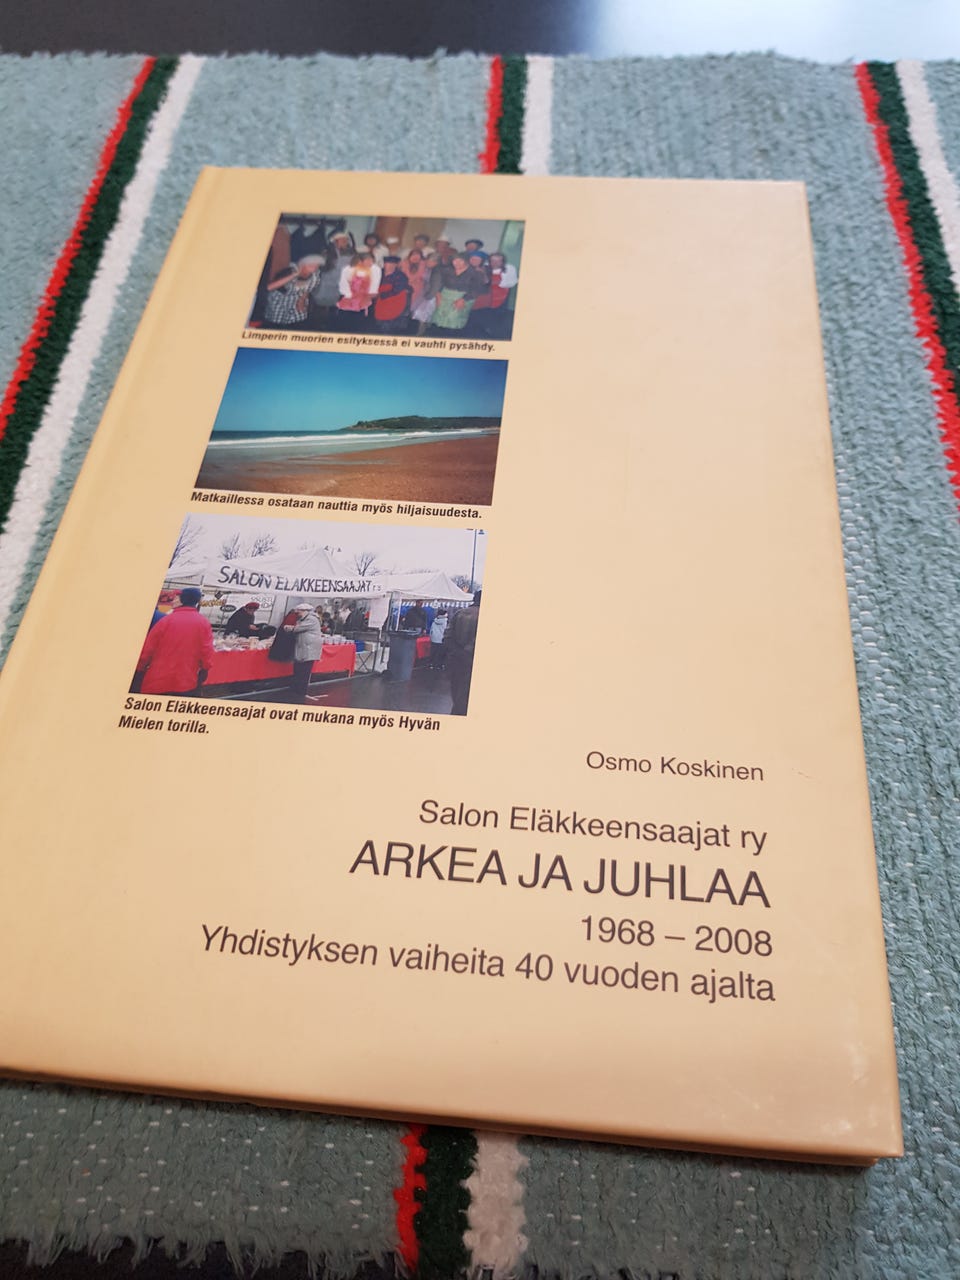 Limperin muorien esityksessä ei vauhti pysähdy.
Matkaillessa osataan nauttia myös hiljaisuudesta.
SALON ELÄKKEENSAAJAT r.y.
Salon Eläkkeensaajat ovat mukana myös Hyvän
Mielen torilla.
Osmo Koskinen
Salon Eläkkeensaajat ry
ARKEA JA JUHLAA
1968 – 2008
Yhdistyksen vaiheita 40 vuoden ajalta